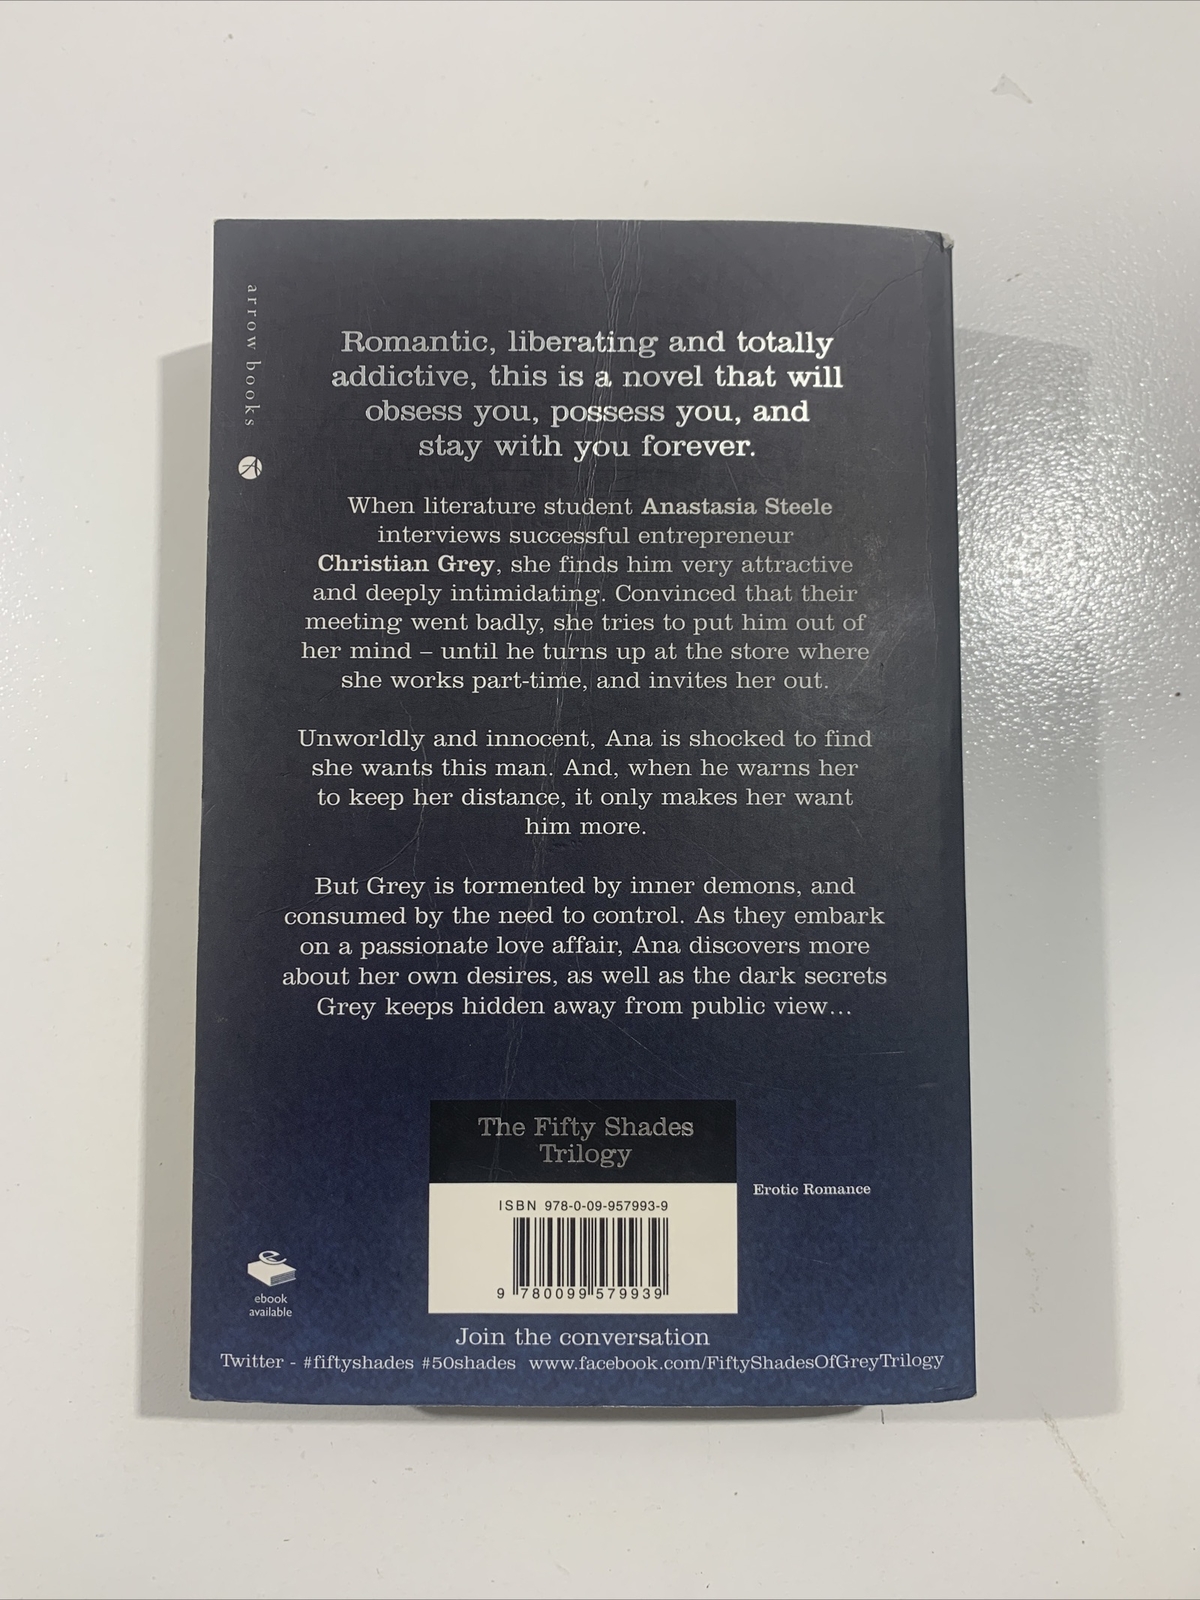 arrow books
Romantic, liberating and totally
addictive, this is a novel that will
obsess you, possess you, and
stay with you forever.
When literature student Anastasia Steele
interviews successful entrepreneur
Christian Grey, she finds him very attractive
and deeply intimidating. Convinced that their
meeting went badly, she tries to put him out of
her mind – until he turns up at the store where
she works part-time, and invites her out.
Unworldly and innocent, Ana is shocked to find
she wants this man. And, when he warns her
to keep her distance, it only makes her want
him more.
But Grey is tormented by inner demons, and
consumed by the need to control. As they embark
on a passionate love affair, Ana discovers more
about her own desires, as well as the dark secrets
Grey keeps hidden away from public view...
The Fifty Shades
Trilogy
Erotic Romance
ISBN 978-0-09-957993-9
9 780099 579939
ebook
available
Join the conversation
Twitter - #fiftyshades #50shades www.facebook.com/FiftyShadesOfGreyTrilogy